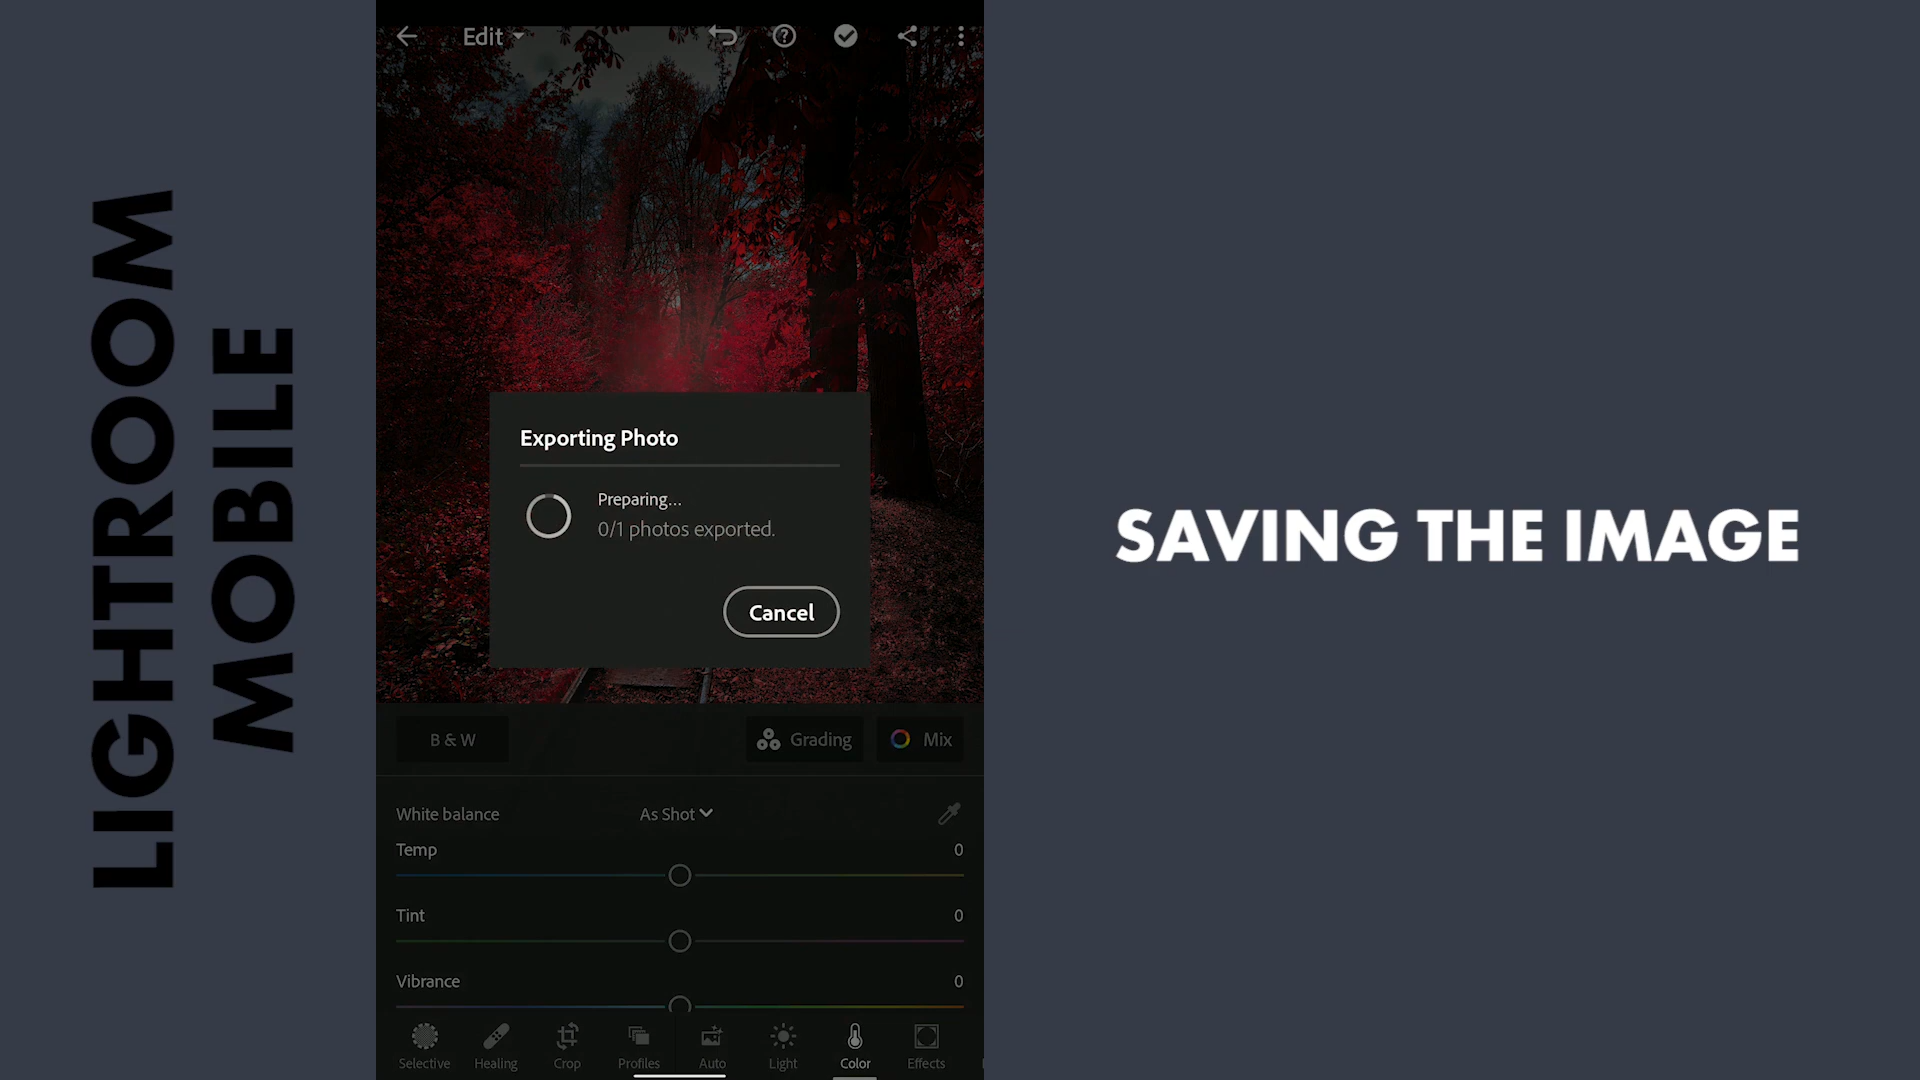 LIGHTROOM
MOBILE
Edit
Exporting Photo
Preparing...
0/1 photos exported.
Cancel
B & W
Grading
Mix
White balance
As Shot
Temp
0
Tint
0
Vibrance
0
Selective
Healing
Crop
Profiles
Auto
Light
Color
Effects
SAVING THE IMAGE